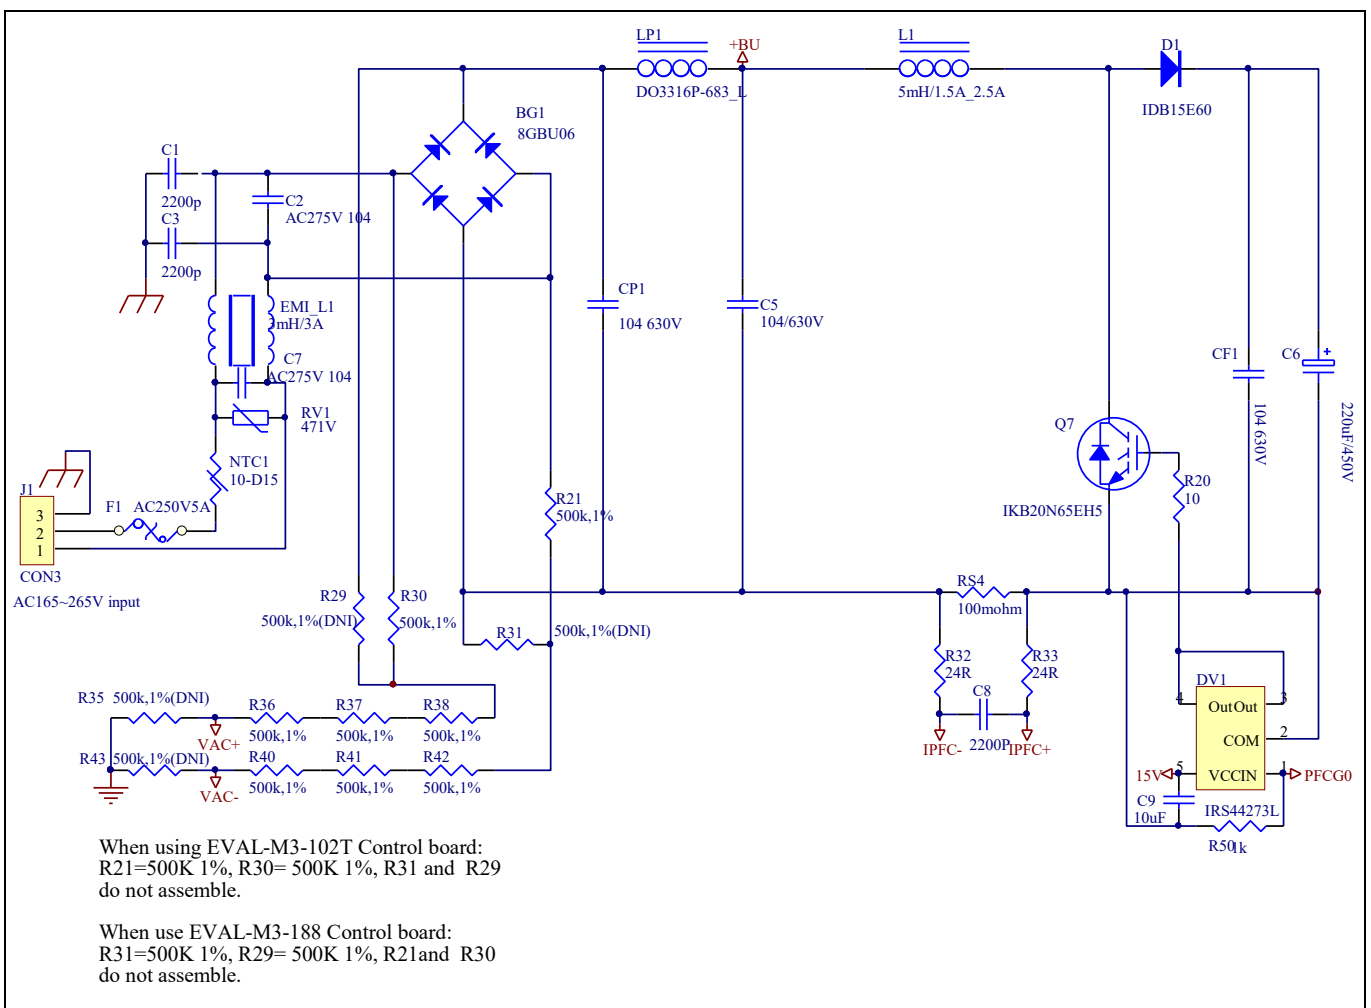 LP1
+BU
L1
D1
DO3316P-683_L
5mH/1.5A_2.5A
IDB15E60
BG1
8GBU06
C1
2200p
C2
AC275V 104
C3
2200p
EMI_L1
3mH/3A
CP1
104 630V
C5
104/630V
CF1
104 630V
C6
+
220uF/450V
C7
AC275V 104
RV1
471V
Q7
IKB20N65EH5
NTC1
10-D15
R20
10
J1
3
2
1
CON3
AC165~265V input
F1 AC250V5A
R21
500k,1%
R29
500k,1%(DNI)
R30
500k,1%
R31
500k,1%(DNI)
RS4
100mohm
R32
24R
R33
24R
C8
2200P
IPFC-
IPFC+
R35 500k,1%(DNI)
VAC+
R36
500k,1%
R37
500k,1%
R38
500k,1%
R43 500k,1%(DNI)
VAC-
R40
500k,1%
R41
500k,1%
R42
500k,1%
DV1
4
OutOut
3
COM
2
15V
5
VCCIN
1
PFCG0
C9
10uF
IRS44273L
R50
1k
When using EVAL-M3-102T Control board:
R21=500K 1%, R30= 500K 1%, R31 and R29
do not assemble.
When use EVAL-M3-188 Control board:
R31=500K 1%, R29= 500K 1%, R21and R30
do not assemble.